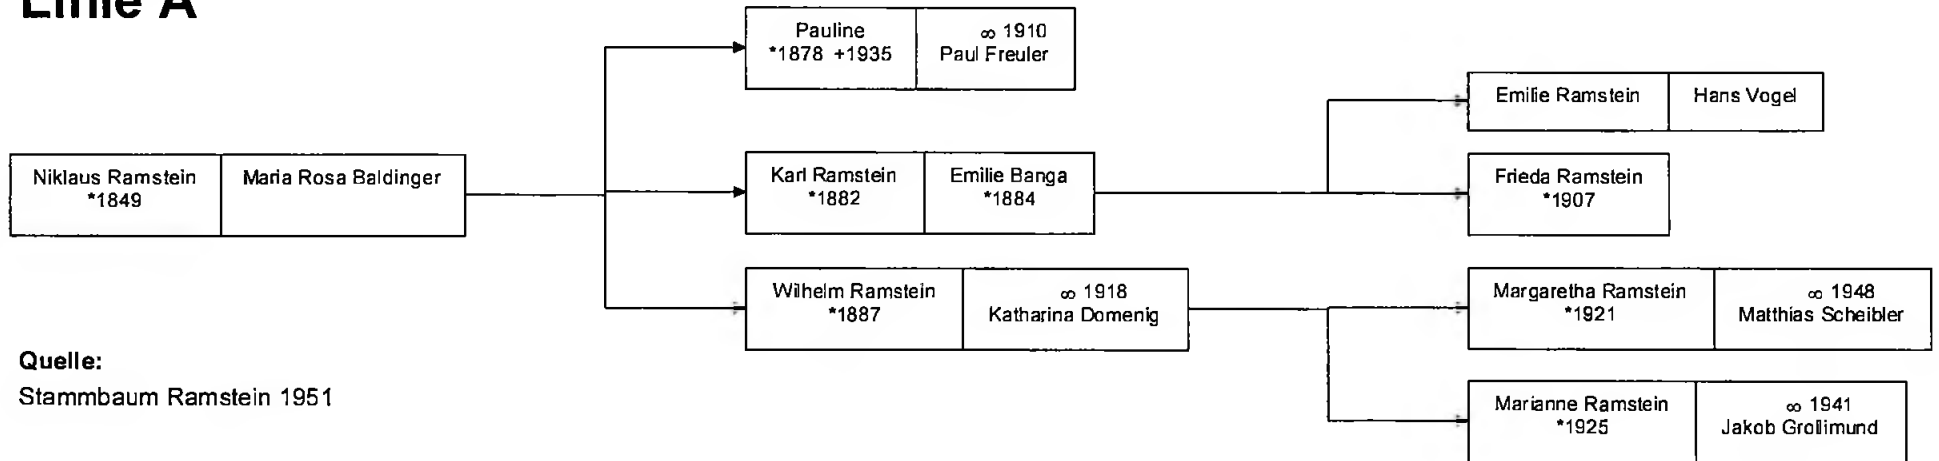 Linie A
Pauline
*1878 +1935
∞ 1910
Paul Freuler
Emilie Ramstein
Hans Vogel
Niklaus Ramstein
*1849
Maria Rosa Baldinger
Karl Ramstein
*1882
Emilie Banga
*1884
Frieda Ramstein
*1907
Wilhelm Ramstein
*1887
∞ 1918
Katharina Domenig
Margaretha Ramstein
*1921
∞ 1948
Matthias Scheibler
Quelle:
Stammbaum Ramstein 1951
Marianne Ramstein
*1925
∞ 1941
Jakob Grollimund